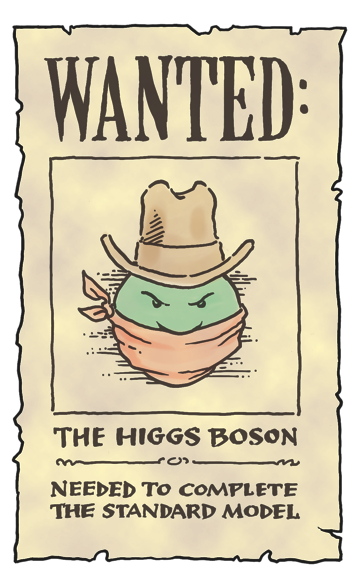 WANTED:
THE HIGGS BOSON
NEEDED TO COMPLETE
THE STANDARD MODEL